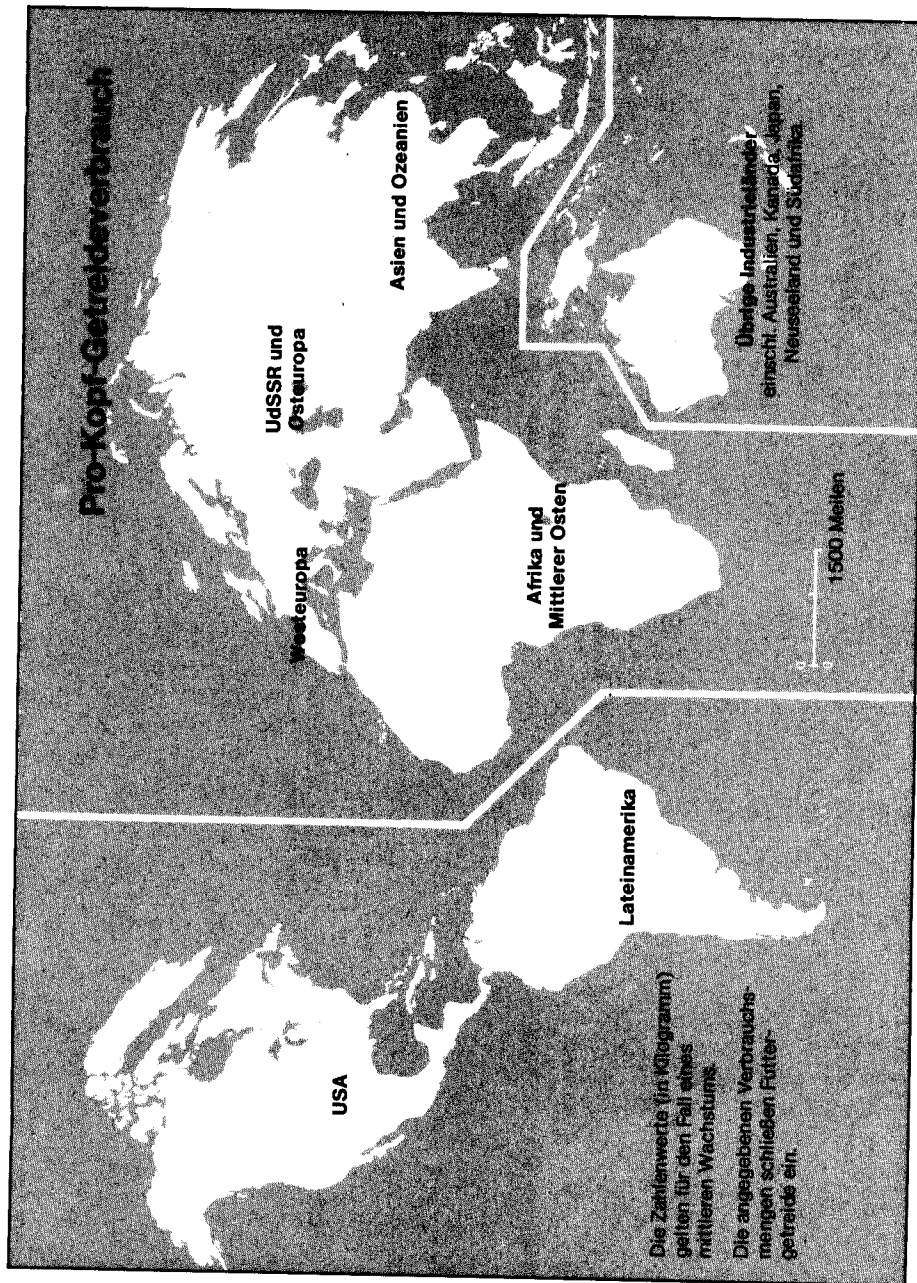 Pro-Kopf-Getreideverbrauch
USA
Westeuropa
UdSSR und
Osteuropa
Asien und Ozeanien
Afrika und
Mittlerer Osten
Lateinamerika
Übrige Industrieländer
einschl. Australien, Kanada, Japan,
Neuseeland und Südafrika.
Die Zahlenwerte (in Kilogramm)
gelten für den Fall eines
mittleren Wachstums.
Die angegebenen Verbrauchs-
mengen schließen Futter-
getreide ein.
0
0
1500 Meilen